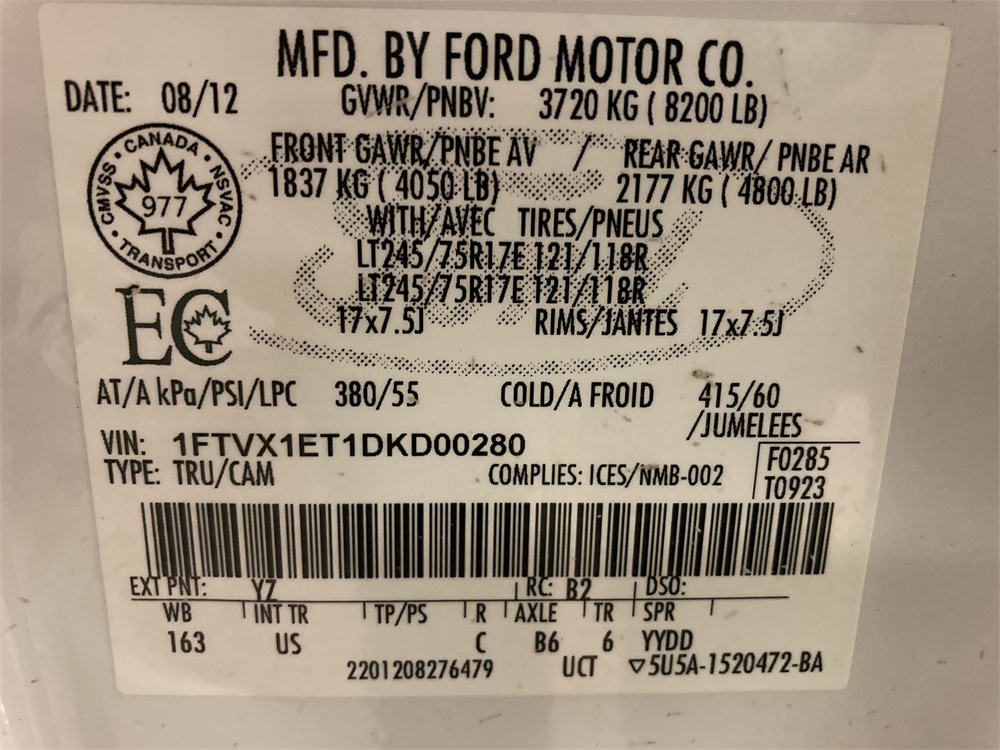 MFD. BY FORD MOTOR CO.
DATE: 08/12 GVWR/PNBV: 3720 KG ( 8200 LB)
FRONT GAWR/PNBE AV / REAR GAWR/ PNBE AR
1837 KG ( 4050 LB) 2177 KG ( 4800 LB)
WITH/AVEC TIRES/PNEUS
LT245/75R17E 121/118R
LT245/75R17E 121/118R
17x7.5J RIMS/JANTES 17x7.5J
CANADA • NSVAC • TRANSPORT • CMVSS •
977
EC
AT/A kPa/PSI/LPC 380/55 COLD/A FROID 415/60
/JUMELEES
VIN: 1FTVX1ET1DKD00280
TYPE: TRU/CAM COMPLIES: ICES/NMB-002
F0285
T0923
EXT PNT: YZ RC: B2 DSO:
WB INT TR TP/PS R AXLE TR SPR
163 US C B6 6 YYDD
2201208276479 UCT ▽5U5A-1520472-BA